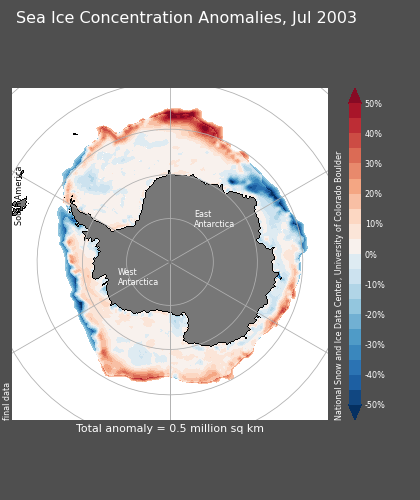 Sea Ice Concentration Anomalies, Jul 2003
South America
East
Antarctica
West
Antarctica
final data
National Snow and Ice Data Center, University of Colorado Boulder
50%
40%
30%
20%
10%
0%
-10%
-20%
-30%
-40%
-50%
Total anomaly = 0.5 million sq km